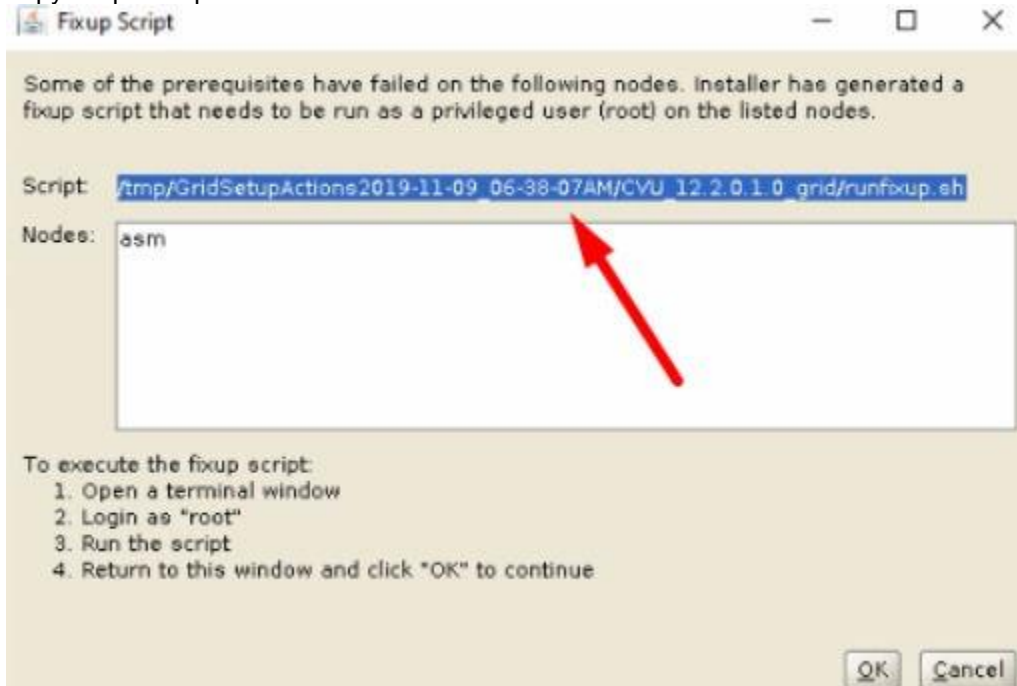 Fixup Script
Some of the prerequisites have failed on the following nodes. Installer has generated a
fixup script that needs to be run as a privileged user (root) on the listed nodes.
Script: /tmp/GridSetupActions2019-11-09_06-38-07AM/CVU_12.2.0.1.0_grid/runfixup.sh
Nodes: asm
To execute the fixup script:
1. Open a terminal window
2. Login as "root"
3. Run the script
4. Return to this window and click "OK" to continue
OK Cancel